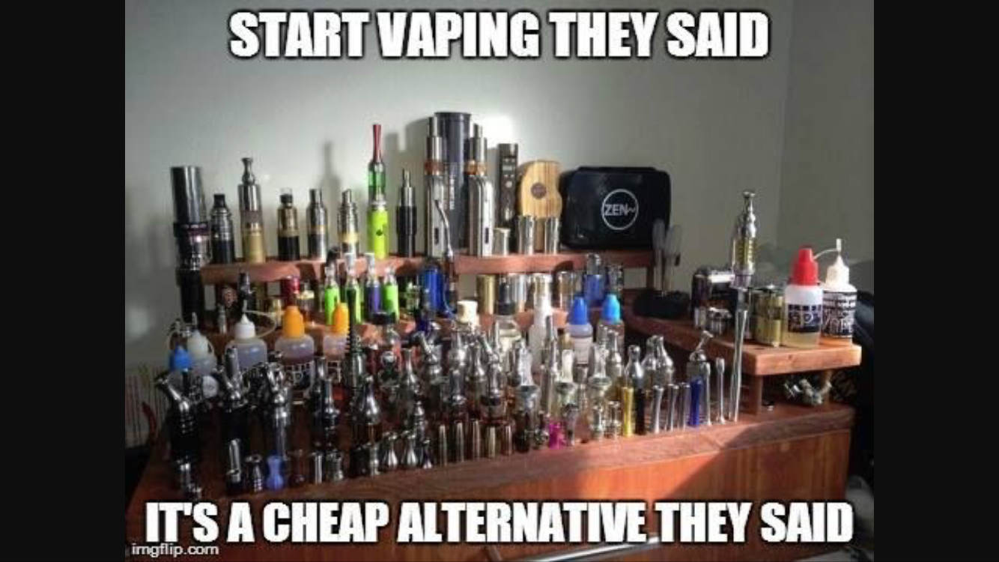 START VAPING THEY SAID
ZEN~
IT'S A CHEAP ALTERNATIVE THEY SAID
imgflip.com